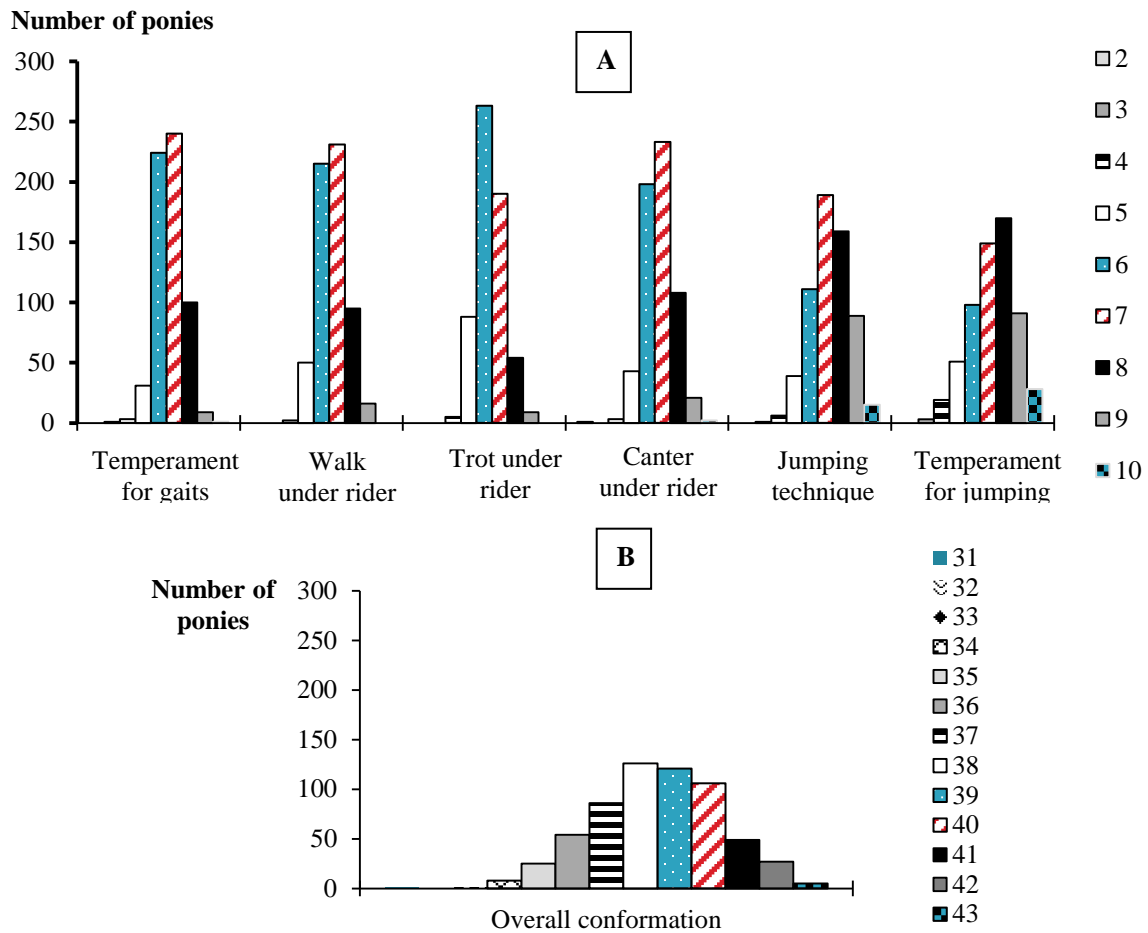 Number of ponies
A
300
250
200
150
100
50
0
Temperament
for gaits
Walk
under rider
Trot under
rider
Canter
under rider
Jumping
technique
Temperament
for jumping
2
3
4
5
6
7
8
9
10
B
Number of
ponies
300
250
200
150
100
50
0
Overall conformation
31
32
33
34
35
36
37
38
39
40
41
42
43